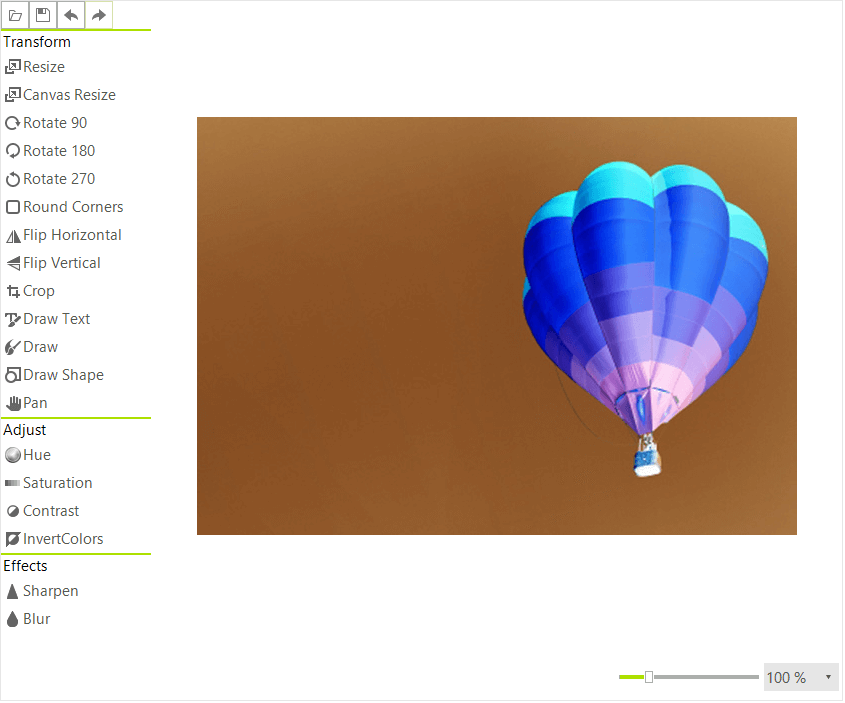 Transform
Resize
Canvas Resize
Rotate 90
Rotate 180
Rotate 270
Round Corners
Flip Horizontal
Flip Vertical
Crop
Draw Text
Draw
Draw Shape
Pan
Adjust
Hue
Saturation
Contrast
InvertColors
Effects
Sharpen
Blur
100 %